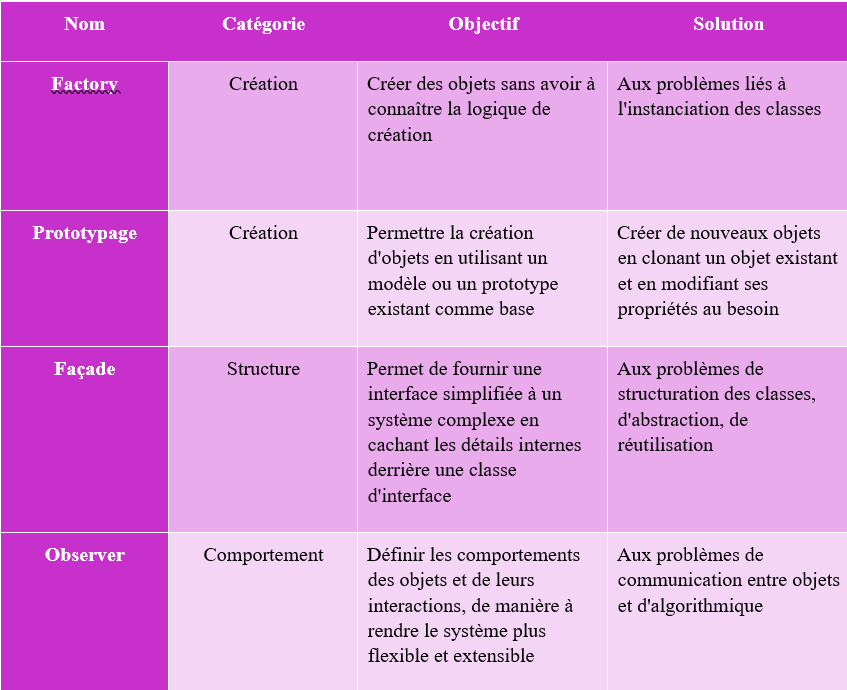 Nom Catégorie Objectif Solution
Factory Création Créer des objets sans avoir à Aux problèmes liés à
connaître la logique de l'instanciation des classes
création
Prototypage Création Permettre la création Créer de nouveaux objets
d'objets en utilisant un en clonant un objet existant
modèle ou un prototype et en modifiant ses
existant comme base propriétés au besoin
Façade Structure Permet de fournir une Aux problèmes de
interface simplifiée à un structuration des classes,
système complexe en d'abstraction, de
cachant les détails internes réutilisation
derrière une classe
d'interface
Observer Comportement Définir les comportements Aux problèmes de
des objets et de leurs communication entre objets
interactions, de manière à et d'algorithmique
rendre le système plus
flexible et extensible